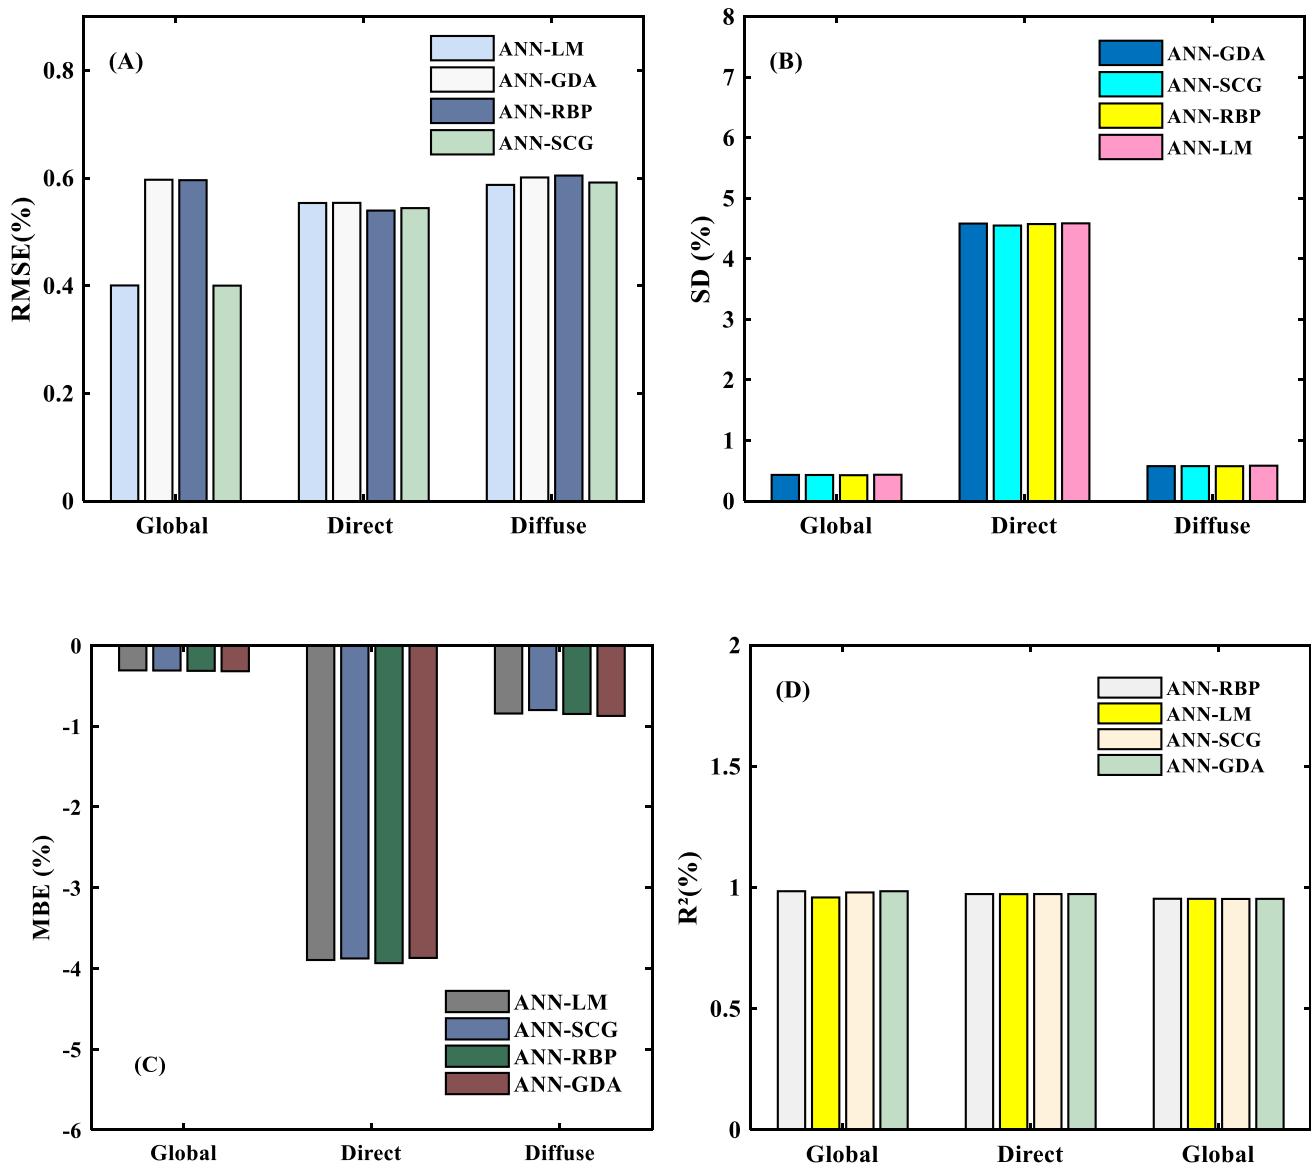 (A)
ANN-LM
ANN-GDA
ANN-RBP
ANN-SCG
RMSE(%)
0.8
0.6
0.4
0.2
0
Global Direct Diffuse
(B)
ANN-GDA
ANN-SCG
ANN-RBP
ANN-LM
SD (%)
8
7
6
5
4
3
2
1
0
Global Direct Diffuse
MBE (%)
0
-1
-2
-3
-4
-5
-6
ANN-LM
ANN-SCG
ANN-RBP
ANN-GDA
(C)
Global Direct Diffuse
(D)
ANN-RBP
ANN-LM
ANN-SCG
ANN-GDA
R²(%)
2
1.5
1
0.5
0
Global Direct Global